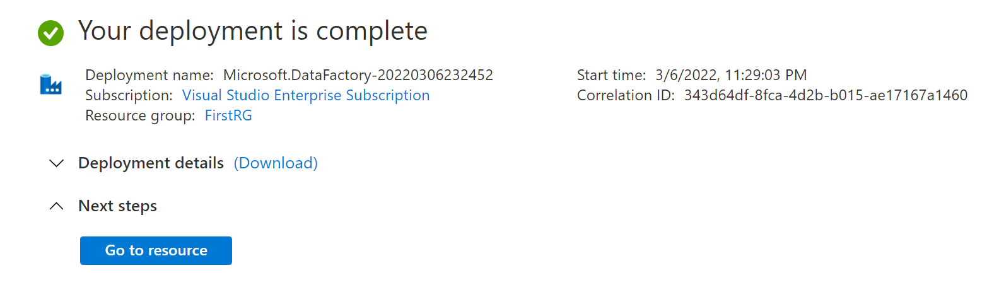 Your deployment is complete
Deployment name: Microsoft.DataFactory-20220306232452
Subscription: Visual Studio Enterprise Subscription
Resource group: FirstRG
Start time: 3/6/2022, 11:29:03 PM
Correlation ID: 343d64df-8fca-4d2b-b015-ae17167a1460
Deployment details (Download)
Next steps
Go to resource